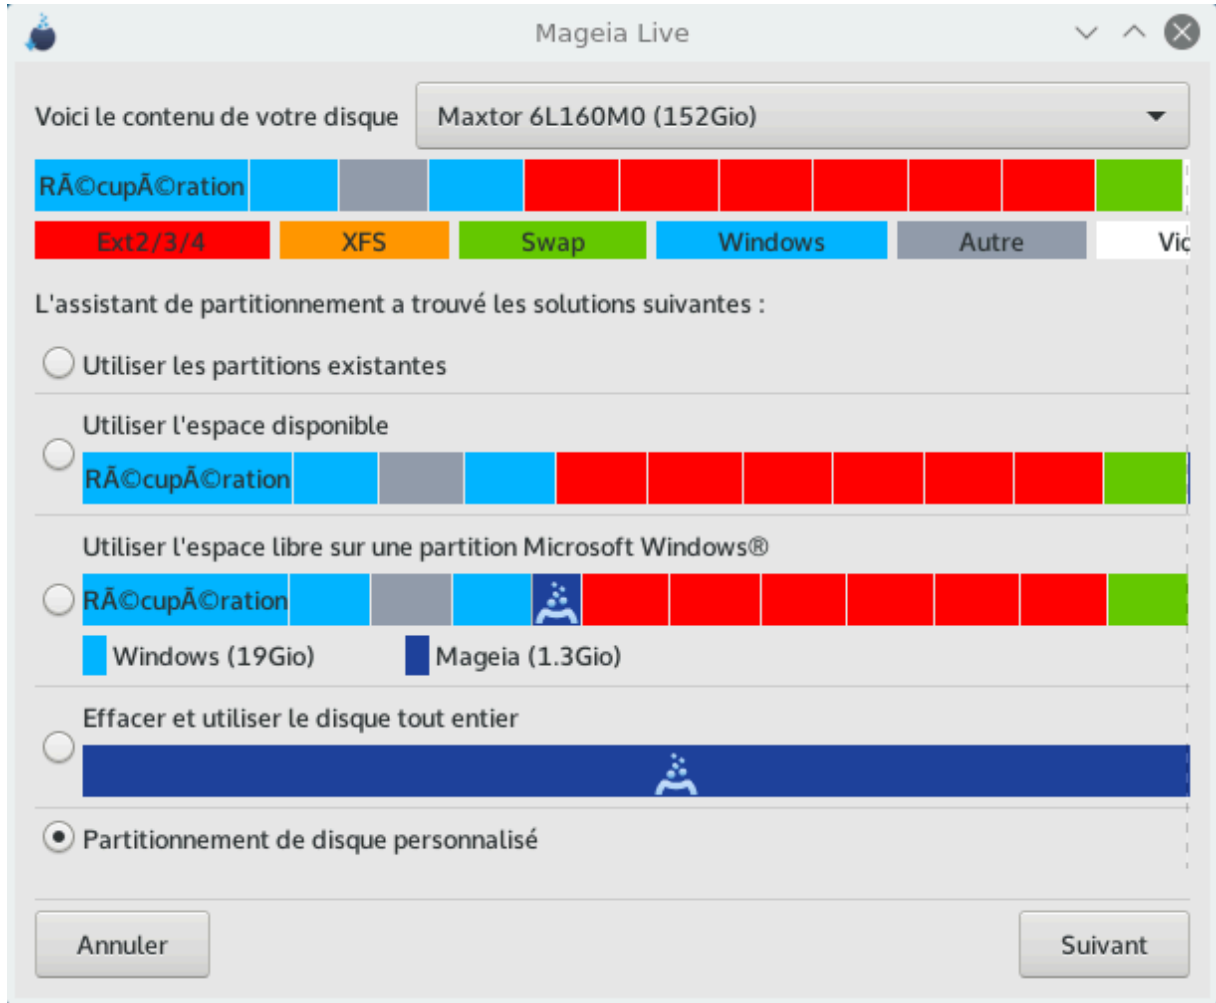 Mageia Live
Voici le contenu de votre disque Maxtor 6L160M0 (152Gio)
RÃ©cupÃ©ration
Ext2/3/4 XFS Swap Windows Autre
L'assistant de partitionnement a trouvé les solutions suivantes :
Utiliser les partitions existantes
Utiliser l'espace disponible
RÃ©cupÃ©ration
Utiliser l'espace libre sur une partition Microsoft Windows®
RÃ©cupÃ©ration
Windows (19Gio) Mageia (1.3Gio)
Effacer et utiliser le disque tout entier
Partitionnement de disque personnalisé
Annuler Suivant